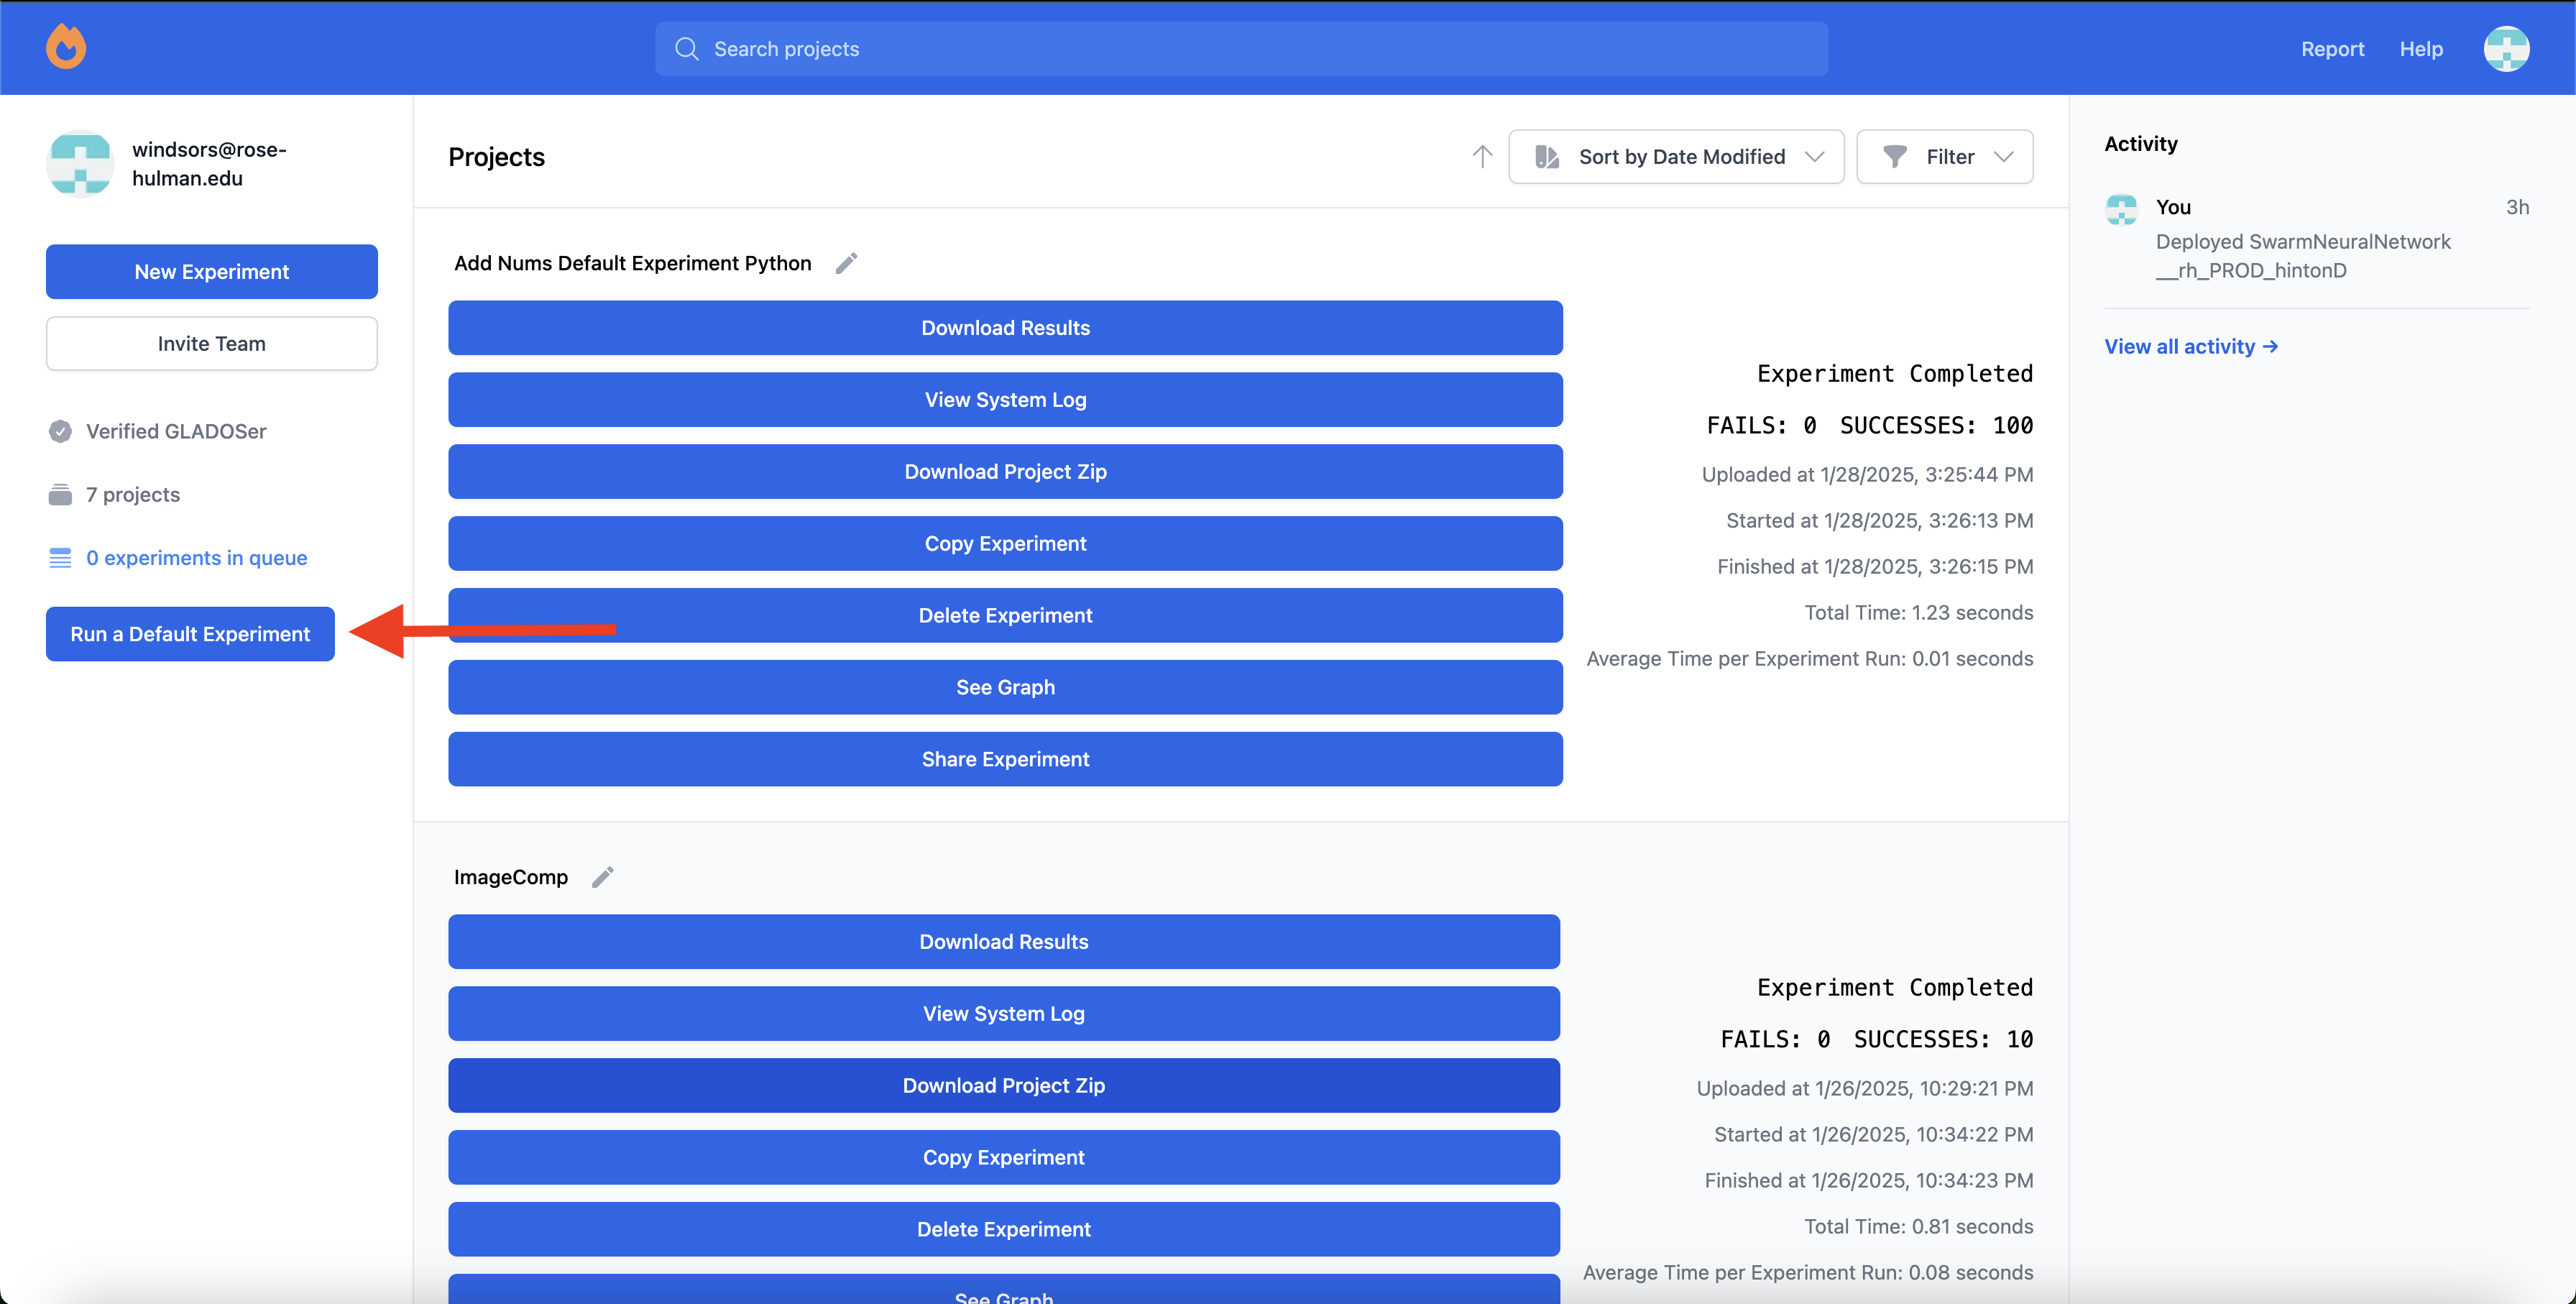 Search projects
Report
Help
windsors@rose-
hulman.edu
New Experiment
Invite Team
Verified GLADOSer
7 projects
0 experiments in queue
Run a Default Experiment
Projects
Sort by Date Modified
Filter
Add Nums Default Experiment Python
Download Results
View System Log
Download Project Zip
Copy Experiment
Delete Experiment
See Graph
Share Experiment
Experiment Completed
FAILS: 0 SUCCESSES: 100
Uploaded at 1/28/2025, 3:25:44 PM
Started at 1/28/2025, 3:26:13 PM
Finished at 1/28/2025, 3:26:15 PM
Total Time: 1.23 seconds
Average Time per Experiment Run: 0.01 seconds
ImageComp
Download Results
View System Log
Download Project Zip
Copy Experiment
Delete Experiment
See Graph
Experiment Completed
FAILS: 0 SUCCESSES: 10
Uploaded at 1/26/2025, 10:29:21 PM
Started at 1/26/2025, 10:34:22 PM
Finished at 1/26/2025, 10:34:23 PM
Total Time: 0.81 seconds
Average Time per Experiment Run: 0.08 seconds
Activity
You
3h
Deployed SwarmNeuralNetwork
__rh_PROD_hintonD
View all activity →